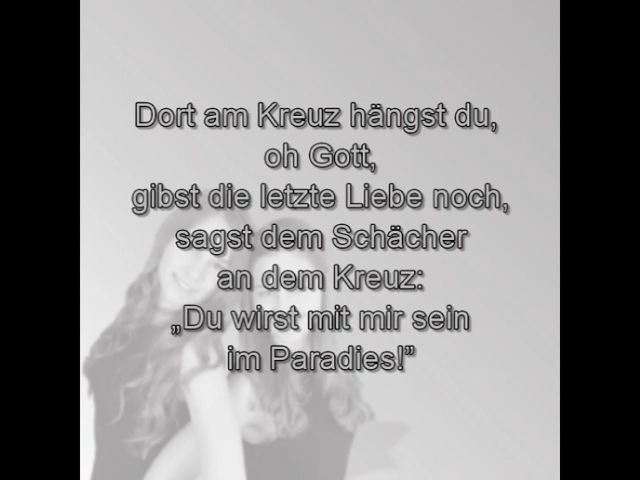 Dort am Kreuz hängst du,
oh Gott,
gibst die letzte Liebe noch,
sagst dem Schächer
an dem Kreuz:
„Du wirst mit mir sein
im Paradies!”